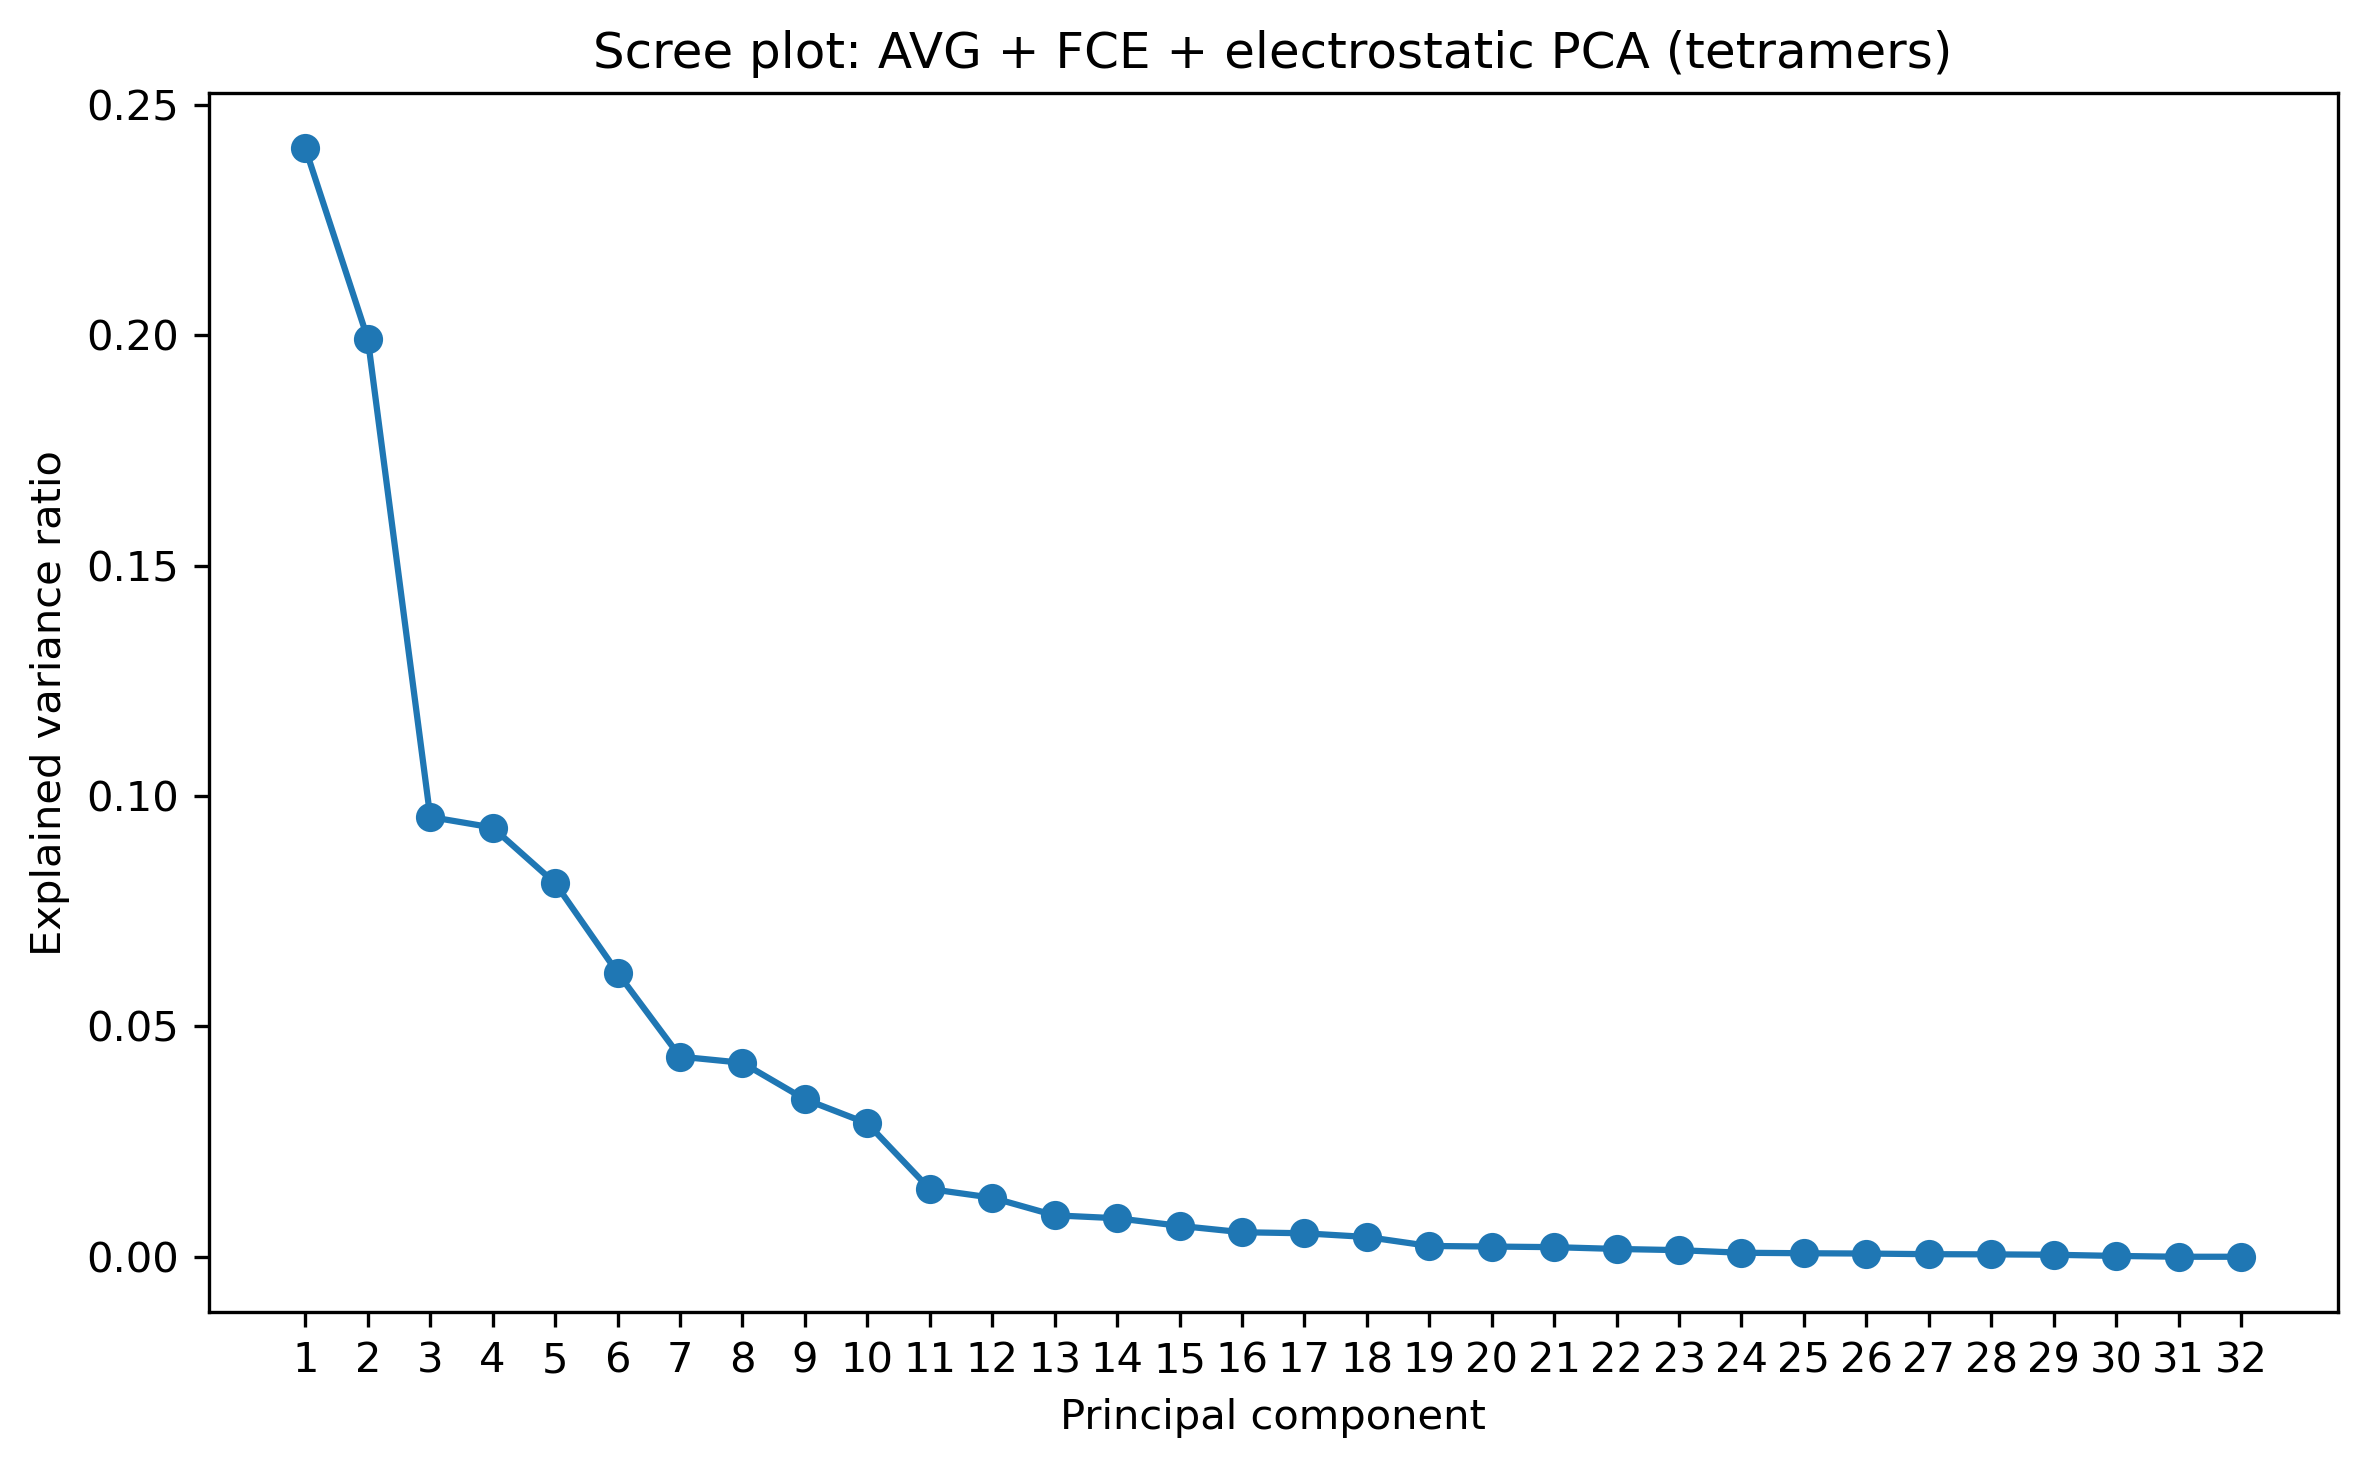 Scree plot: AVG + FCE + electrostatic PCA (tetramers)
Explained variance ratio
0.25
0.20
0.15
0.10
0.05
0.00
1 2 3 4 5 6 7 8 9 10 11 12 13 14 15 16 17 18 19 20 21 22 23 24 25 26 27 28 29 30 31 32
Principal component